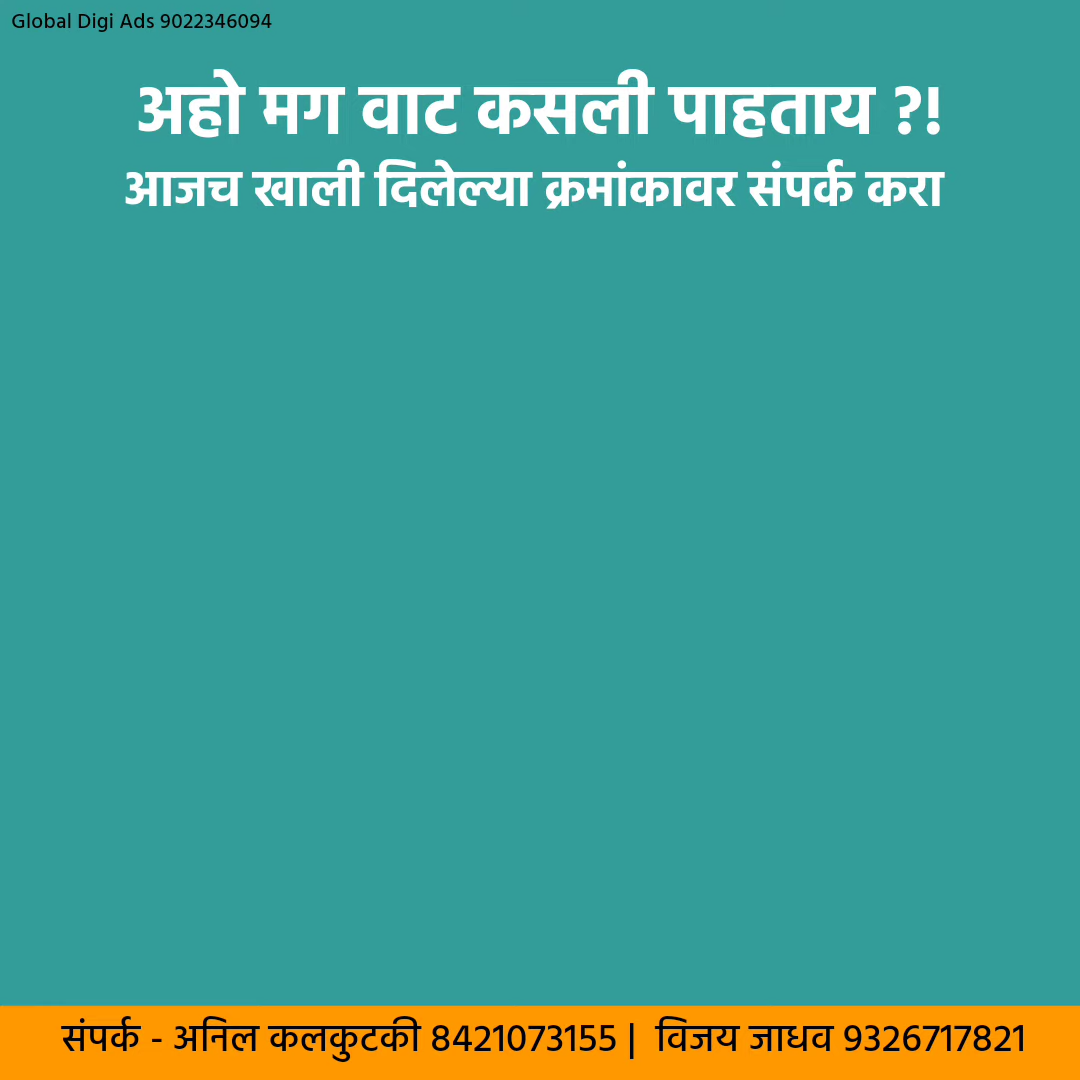 Global Digi Ads 9022346094
अहो मग वाट कसली पाहताय ?!
आजच खाली दिलेल्या क्रमांकावर संपर्क करा
संपर्क - अनिल कलकुटकी 8421073155 | विजय जाधव 9326717821